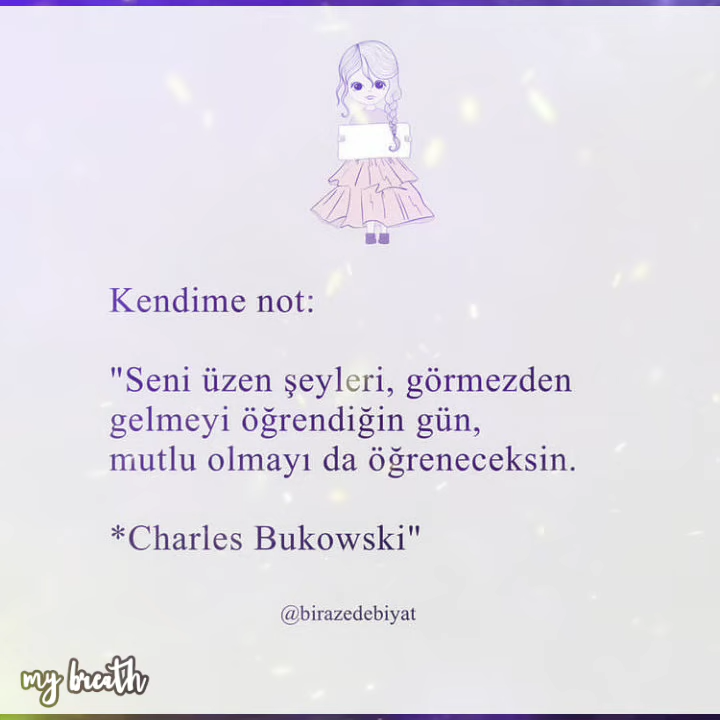 Kendime not:
"Seni üzen şeyleri, görmezden
gelmeyi öğrendiğin gün,
mutlu olmayı da öğreneceksin.
*Charles Bukowski"
@birazedebiyat
my breath